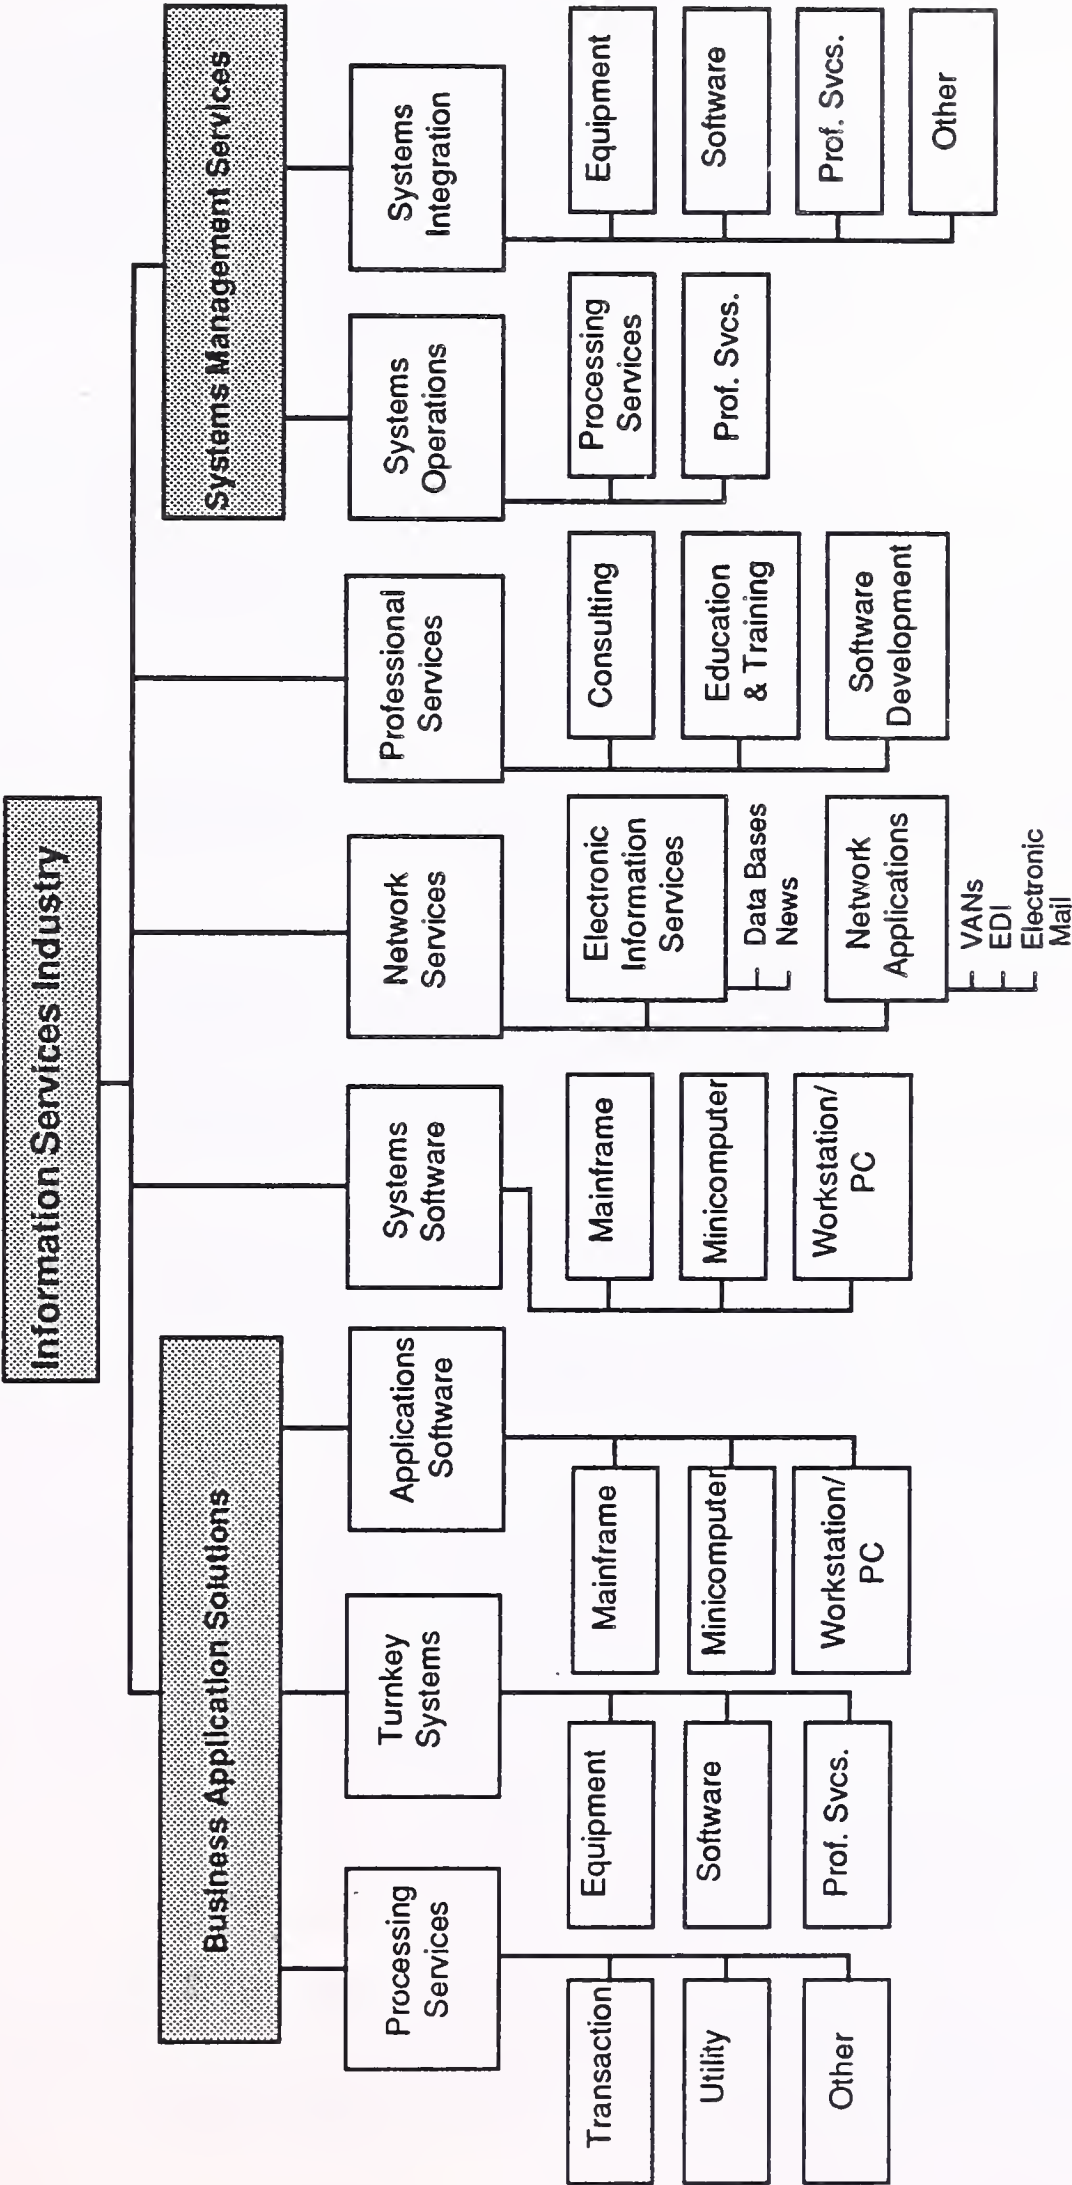 Information Services Industry
Business Application Solutions
Systems Management Services
Processing
Services
Turnkey
Systems
Applications
Software
Systems
Software
Network
Services
Professional
Services
Systems
Operations
Systems
Integration
Transaction
Utility
Other
Equipment
Software
Prof. Svcs.
Mainframe
Minicomputer
Workstation/
PC
Mainframe
Minicomputer
Workstation/
PC
Electronic
Information
Services
Data Bases
News
Network
Applications
VANs
EDI
Electronic
Mail
Consulting
Education
& Training
Software
Development
Processing
Services
Prof. Svcs.
Equipment
Software
Prof. Svcs.
Other